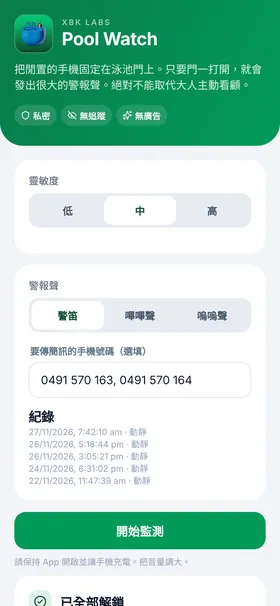 XBK LABS
Pool Watch
把閒置的手機固定在泳池門上。只要門一打開，就會
發出很大的警報聲。絕對不能取代大人主動看顧。
私密
無追蹤
無廣告
靈敏度
低
中
高
警報聲
警笛
嗶嗶聲
嗚嗚聲
要傳簡訊的手機號碼（選填）
0491 570 163, 0491 570 164
紀錄
27/11/2026, 7:42:10 am · 動靜
26/11/2026, 5:18:44 pm · 動靜
26/11/2026, 3:05:21 pm · 動靜
24/11/2026, 6:31:02 pm · 動靜
22/11/2026, 11:47:39 am · 動靜
開始監測
請保持 App 開啟並讓手機充電。把音量調大。
已全部解鎖